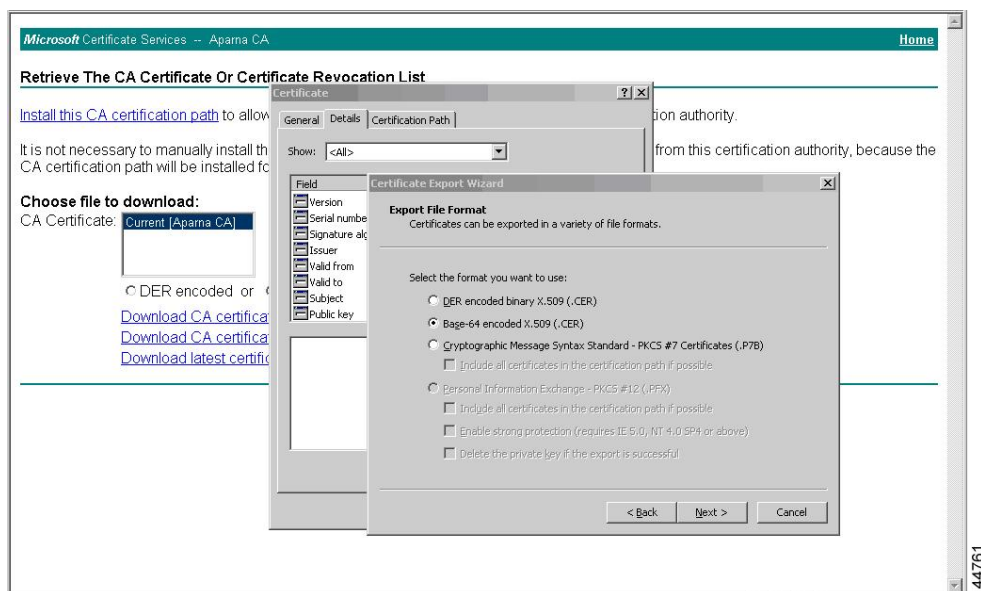 Microsoft Certificate Services -- Aparna CA Home
Retrieve The CA Certificate Or Certificate Revocation List
Install this CA certification path to allow
tion authority.
It is not necessary to manually install th
from this certification authority, because the
CA certification path will be installed fo
Choose file to download:
CA Certificate: Current [Aparna CA]
DER encoded or
Download CA certifica
Download CA certifica
Download latest certific
Certificate
General Details Certification Path
Show: <All>
Field
Version
Serial numbe
Signature alg
Issuer
Valid from
Valid to
Subject
Public key
Certificate Export Wizard
Export File Format
Certificates can be exported in a variety of file formats.
Select the format you want to use:
DER encoded binary X.509 (.CER)
Base-64 encoded X.509 (.CER)
Cryptographic Message Syntax Standard - PKCS #7 Certificates (.P7B)
Include all certificates in the certification path if possible
Personal Information Exchange - PKCS #12 (.PFX)
Include all certificates in the certification path if possible
Enable strong protection (requires IE 5.0, NT 4.0 SP4 or above)
Delete the private key if the export is successful
< Back Next > Cancel
44761